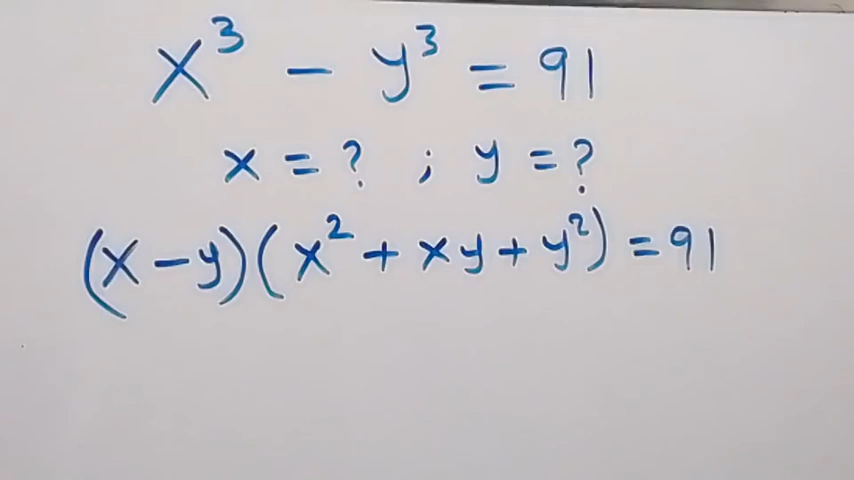 x³ - y³ = 91
x = ? ; y = ?
(x - y)(x² + xy + y²) = 91